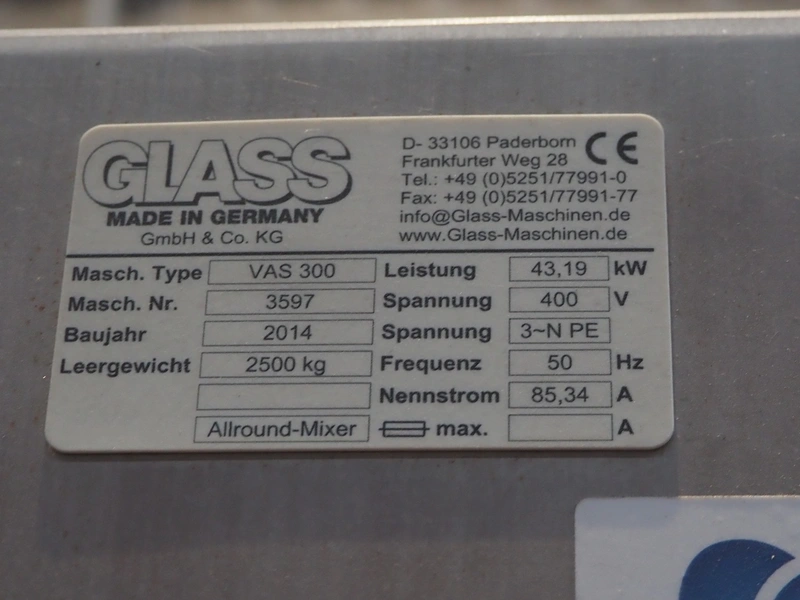 GLASS
MADE IN GERMANY
GmbH & Co. KG
D- 33106 Paderborn CE
Frankfurter Weg 28
Tel.: +49 (0)5251/77991-0
Fax: +49 (0)5251/77991-77
info@Glass-Maschinen.de
www.Glass-Maschinen.de
Masch. Type VAS 300 Leistung 43,19 kW
Masch. Nr. 3597 Spannung 400 V
Baujahr 2014 Spannung 3~N PE
Leergewicht 2500 kg Frequenz 50 Hz
Nennstrom 85,34 A
Allround-Mixer max. A